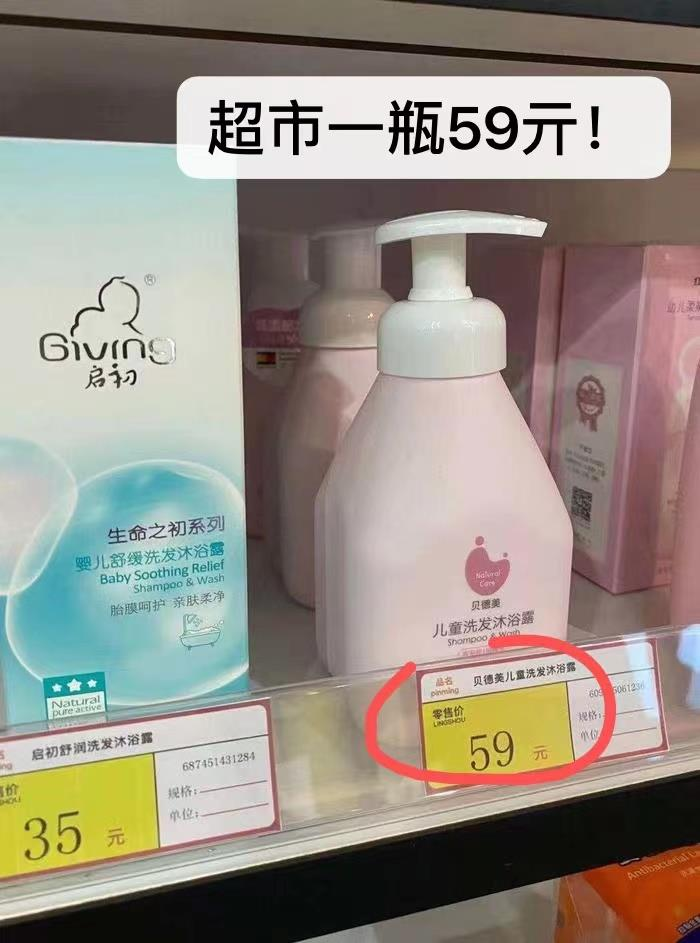 超市一瓶59亓！
Giving
®
启初
生命之初系列
婴儿舒缓洗发沐浴露
Baby Soothing Relief
Shampoo & Wash
胎膜呵护 亲肤柔净
Natural
pure active
Natural
Care
贝德美
儿童洗发沐浴露
Shampoo & Wash
品名
pinming
贝德美儿童洗发沐浴露
零售价
LINGSHOU
59 元
规格:
单位:
启初舒润洗发沐浴露
687451431284
35 元
规格:
单位:
Antibacterial